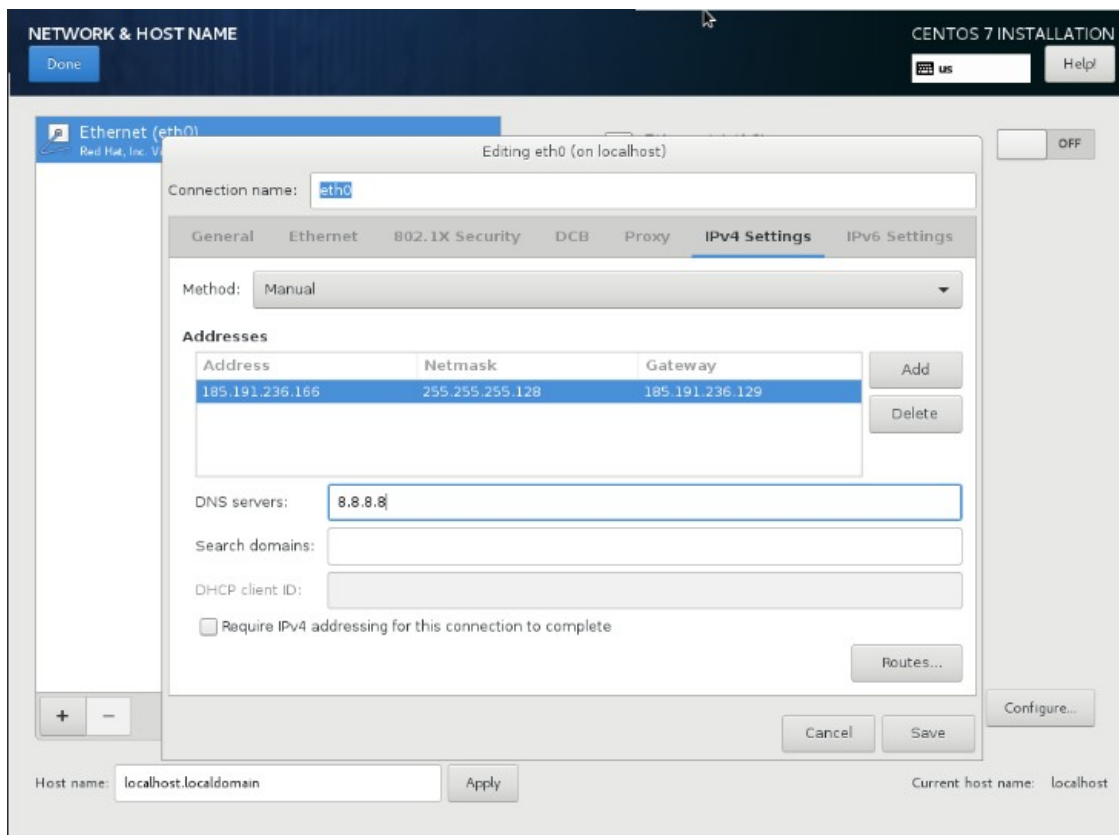 NETWORK & HOST NAME
CENTOS 7 INSTALLATION
Done
us
Help!
Ethernet (eth0)
Red Hat, Inc.
OFF
Editing eth0 (on localhost)
Connection name: eth0
General Ethernet 802.1X Security DCB Proxy IPv4 Settings IPv6 Settings
Method: Manual
Addresses
Address Netmask Gateway
185.191.236.166 255.255.255.128 185.191.236.129
Add
Delete
DNS servers: 8.8.8.8
Search domains:
DHCP client ID:
Require IPv4 addressing for this connection to complete
Routes...
+ −
Configure...
Cancel Save
Host name: localhost.localdomain Apply Current host name: localhost